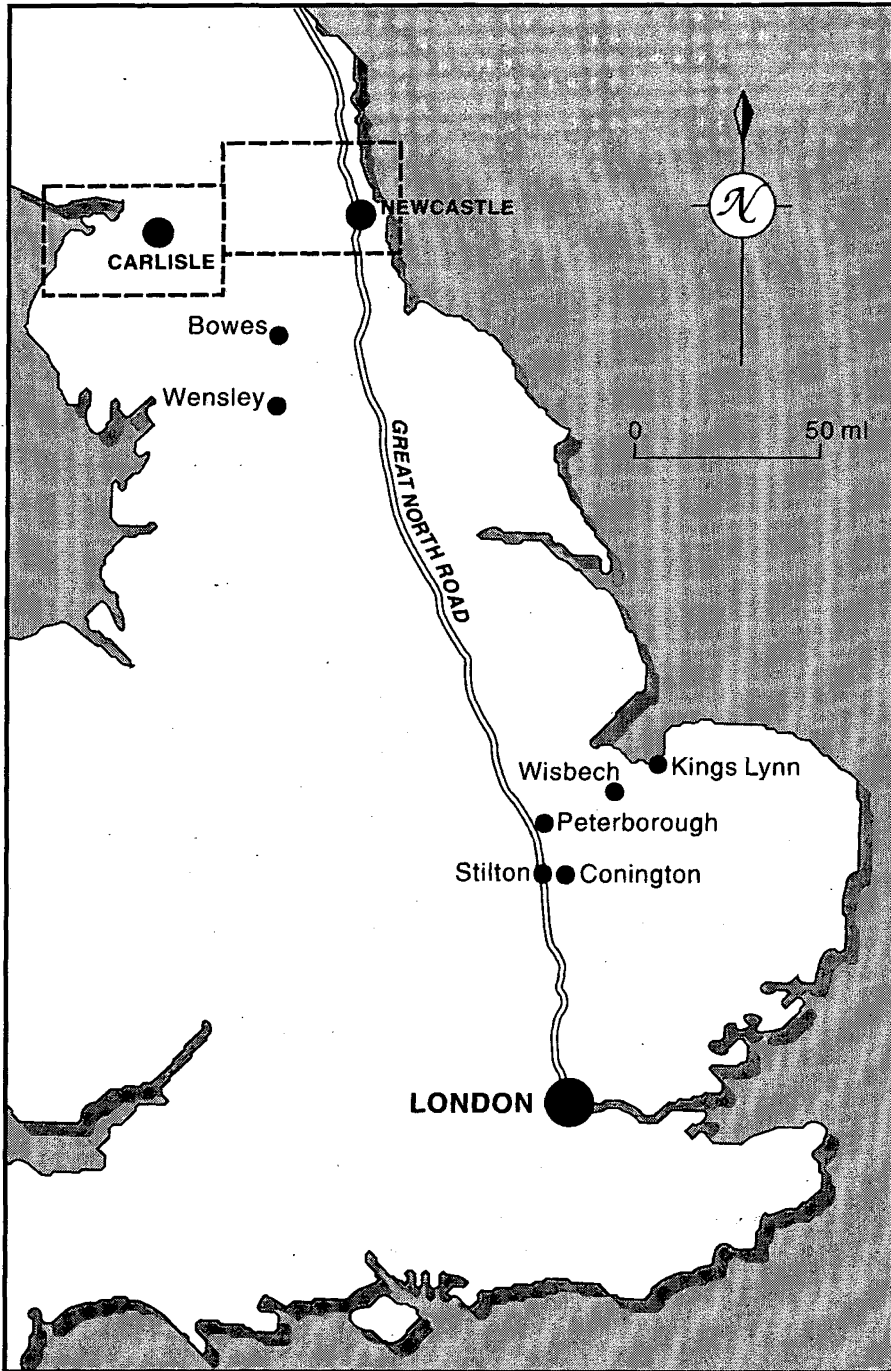 N
NEWCASTLE
CARLISLE
Bowes
Wensley
0 50 ml
GREAT NORTH ROAD
Wisbech
Kings Lynn
Peterborough
Stilton
Conington
LONDON